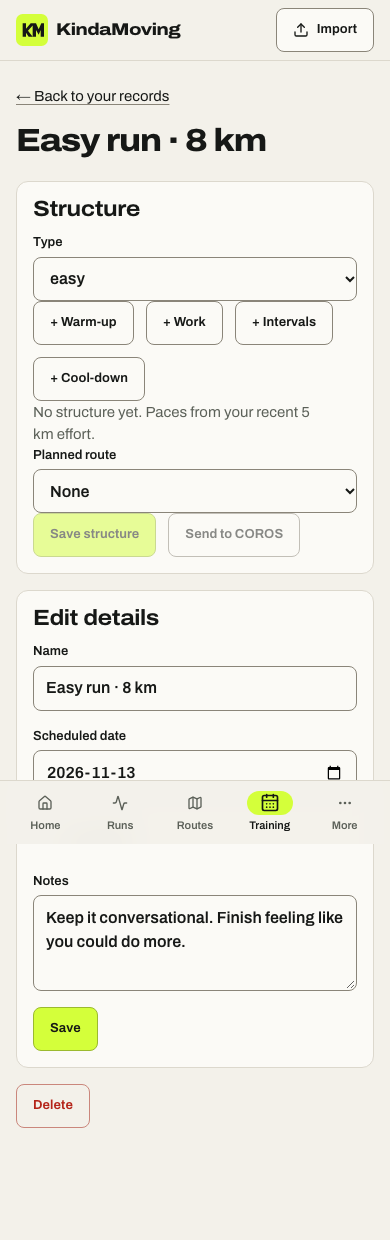 KM KindaMoving
Import
← Back to your records
Easy run · 8 km
Structure
Type
easy
+ Warm-up
+ Work
+ Intervals
+ Cool-down
No structure yet. Paces from your recent 5
km effort.
Planned route
None
Save structure
Send to COROS
Edit details
Name
Easy run · 8 km
Scheduled date
2026-11-13
Home
Runs
Routes
Training
More
Notes
Keep it conversational. Finish feeling like
you could do more.
Save
Delete